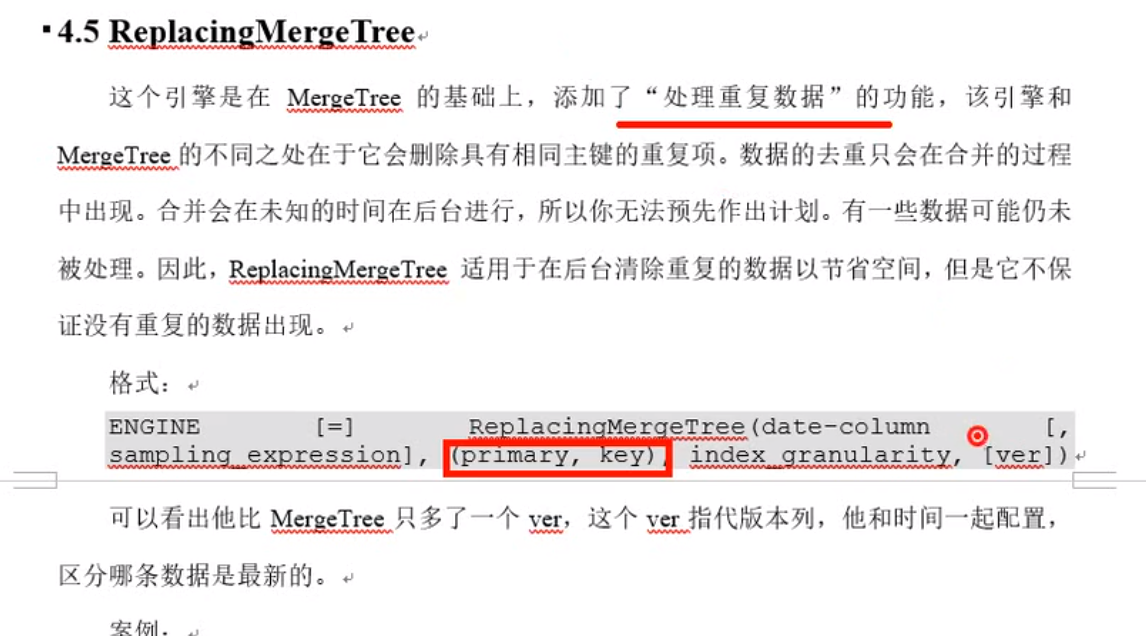 4.5 ReplacingMergeTree
这个引擎是在 MergeTree 的基础上，添加了“处理重复数据”的功能，该引擎和
MergeTree 的不同之处在于它会删除具有相同主键的重复项。数据的去重只会在合并的过程
中出现。合并会在未知的时间在后台进行，所以你无法预先作出计划。有一些数据可能仍未
被处理。因此，ReplacingMergeTree 适用于在后台清除重复的数据以节省空间，但是它不保
证没有重复的数据出现。
格式：
ENGINE [=] ReplacingMergeTree(date-column [,
sampling_expression], (primary, key), index_granularity, [ver])
可以看出他比 MergeTree 只多了一个 ver，这个 ver 指代版本列，他和时间一起配置，
区分哪条数据是最新的。
案例：